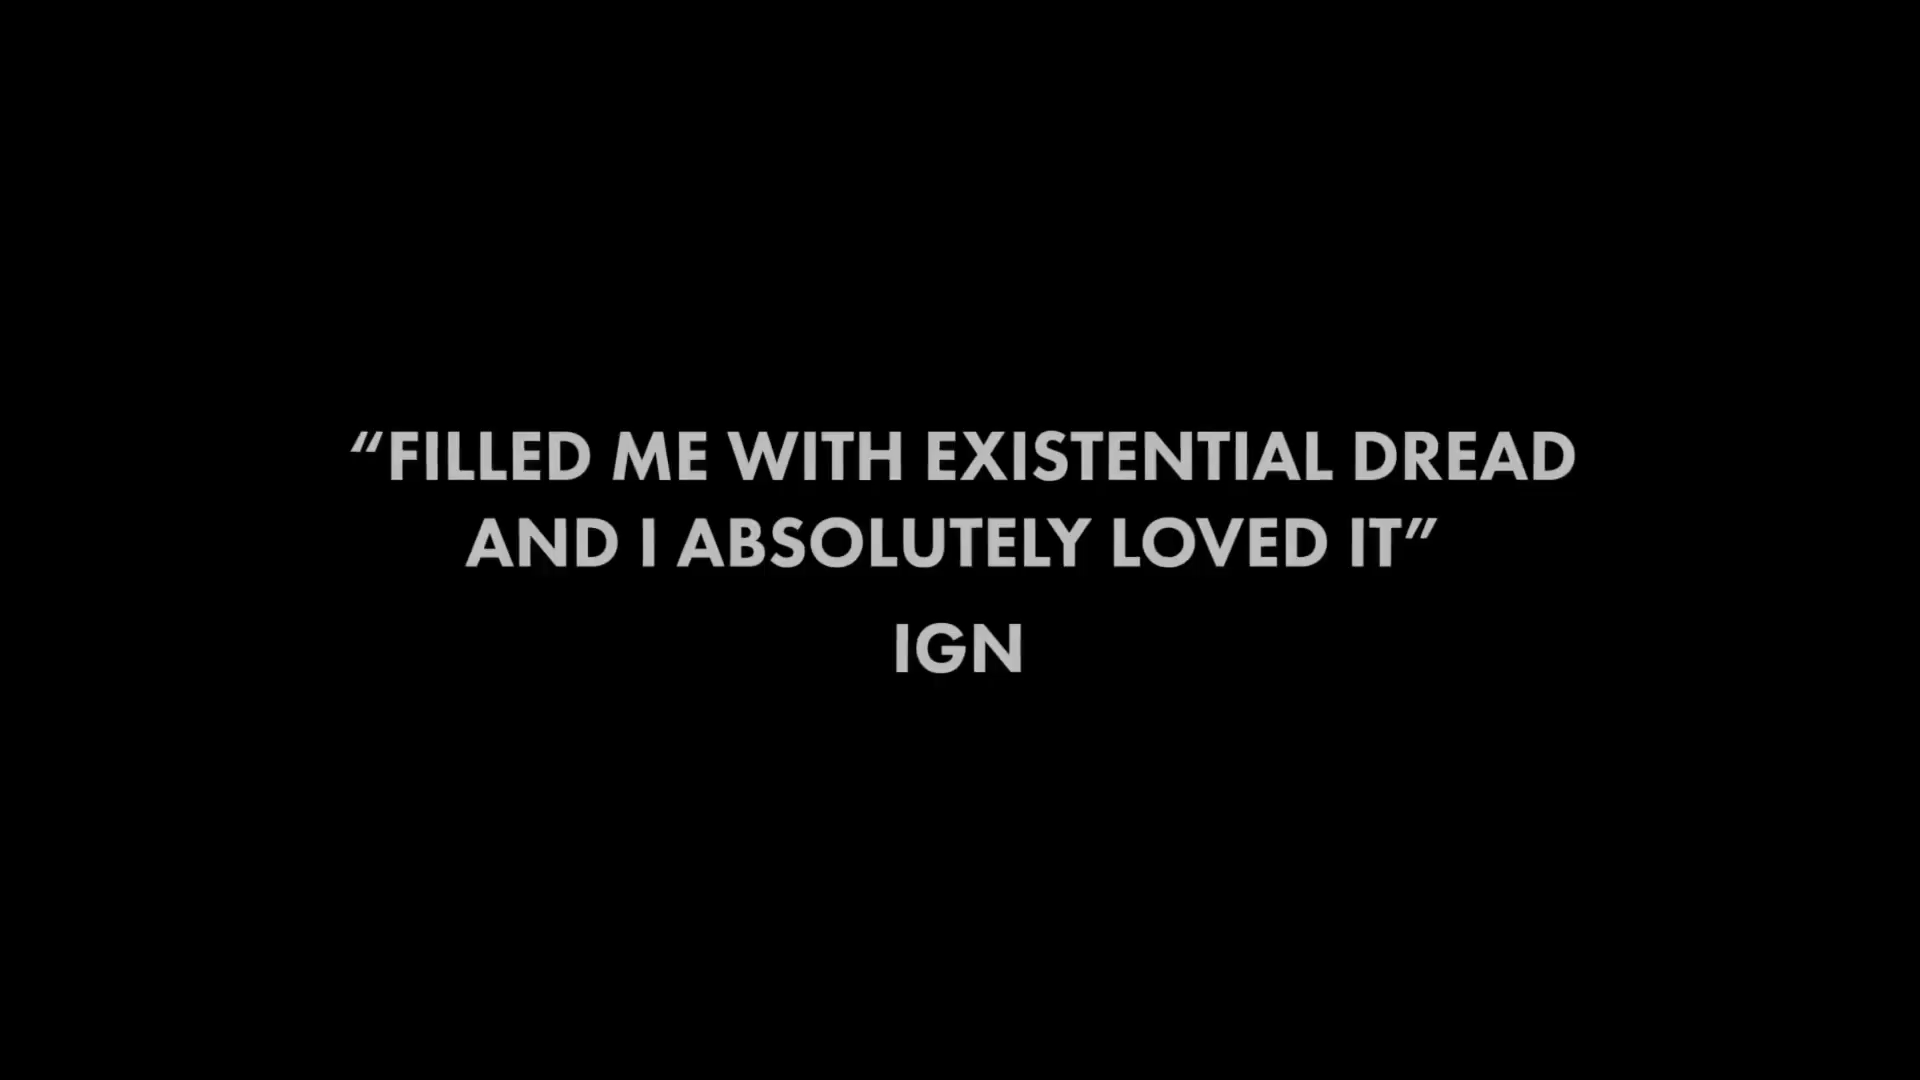 “FILLED ME WITH EXISTENTIAL DREAD
AND I ABSOLUTELY LOVED IT”
IGN